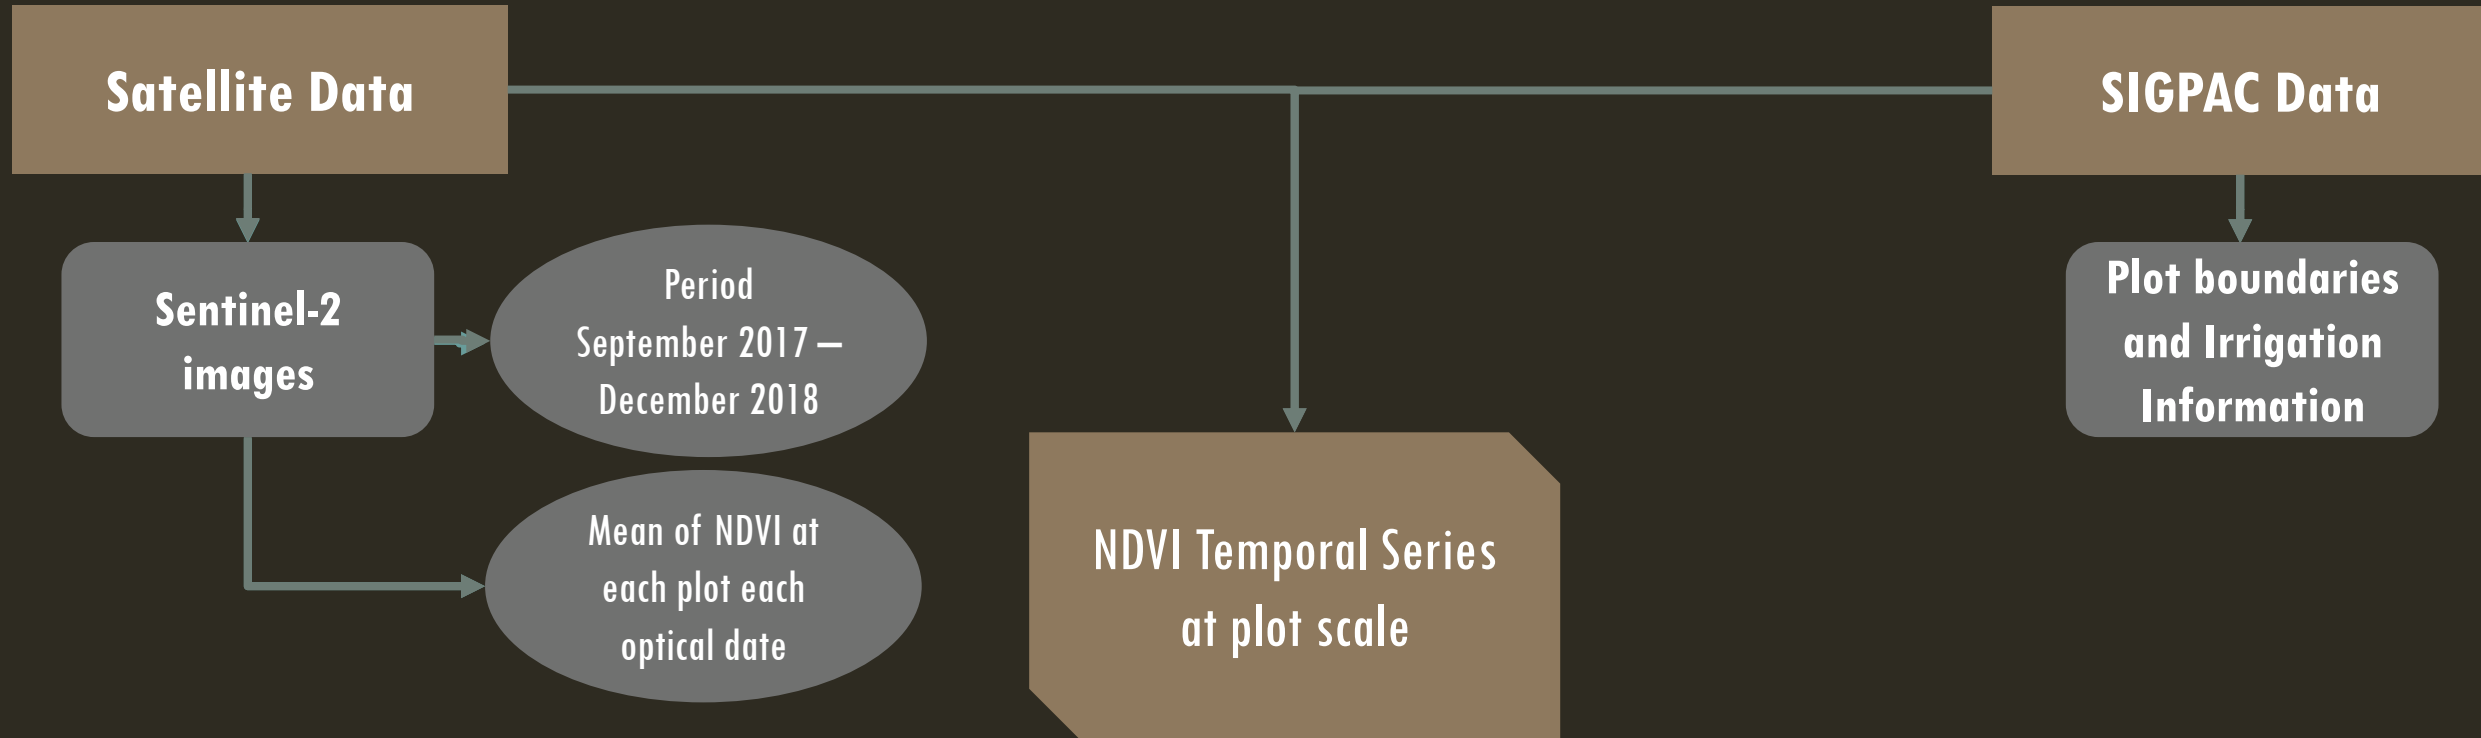 Satellite Data
SIGPAC Data
Sentinel-2
images
Period
September 2017 –
December 2018
Plot boundaries
and Irrigation
Information
Mean of NDVI at
each plot each
optical date
NDVI Temporal Series
at plot scale